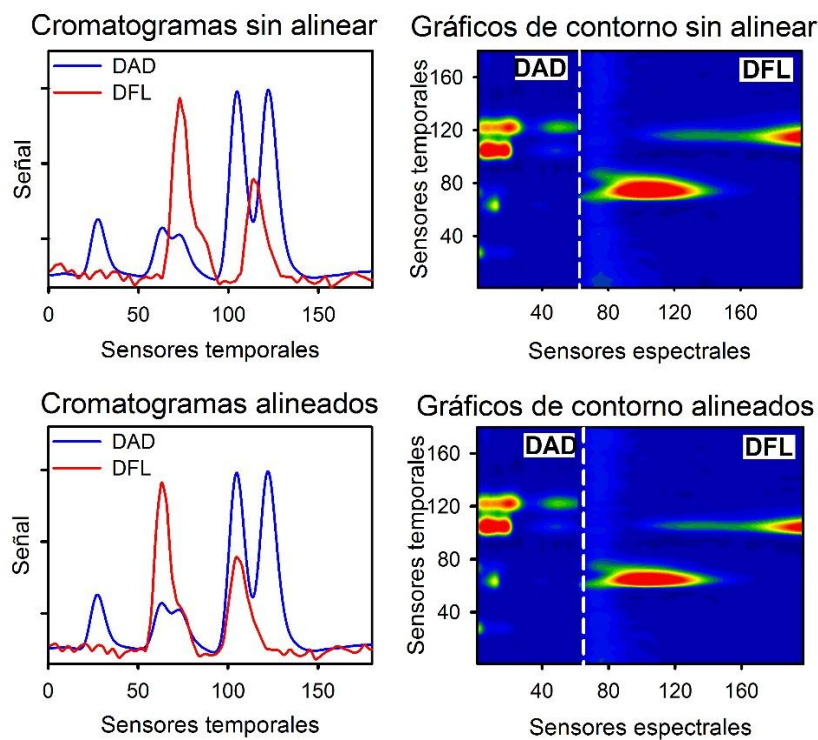 Cromatogramas sin alinear
DAD
DFL
Señal
0 50 100 150
Sensores temporales
Gráficos de contorno sin alinear
DAD DFL
Sensores temporales
160
120
80
40
40 80 120 160
Sensores espectrales
Cromatogramas alineados
DAD
DFL
Señal
0 50 100 150
Sensores temporales
Gráficos de contorno alineados
DAD DFL
Sensores temporales
160
120
80
40
40 80 120 160
Sensores espectrales